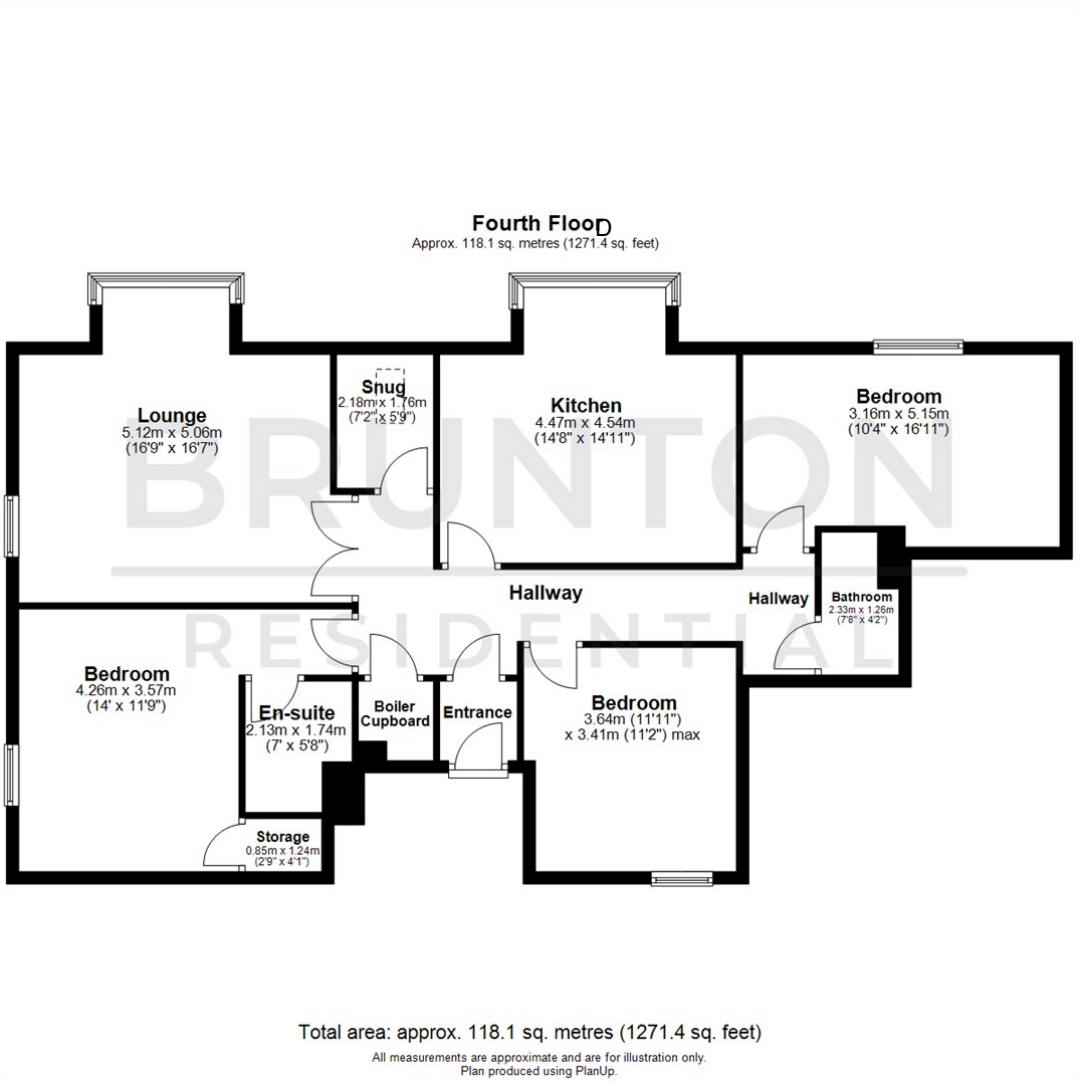 Fourth Floor
D
Approx. 118.1 sq. metres (1271.4 sq. feet)
Lounge
5.12m x 5.06m
(16'9" x 16'7")
Snug
2.18m x 1.76m
(7'2" x 5'9")
Kitchen
4.47m x 4.54m
(14'8" x 14'11")
Bedroom
3.16m x 5.15m
(10'4" x 16'11")
BRUNTON
RESIDENTIAL
Hallway
Hallway
Bathroom
2.33m x 1.26m
(7'8" x 4'2")
Bedroom
4.26m x 3.57m
(14' x 11'9")
En-suite
2.13m x 1.74m
(7' x 5'8")
Boiler
Cupboard
Entrance
Bedroom
3.64m (11'11")
x 3.41m (11'2") max
Storage
0.85m x 1.24m
(2'9" x 4'1")
Total area: approx. 118.1 sq. metres (1271.4 sq. feet)
All measurements are approximate and are for illustration only.
Plan produced using PlanUp.